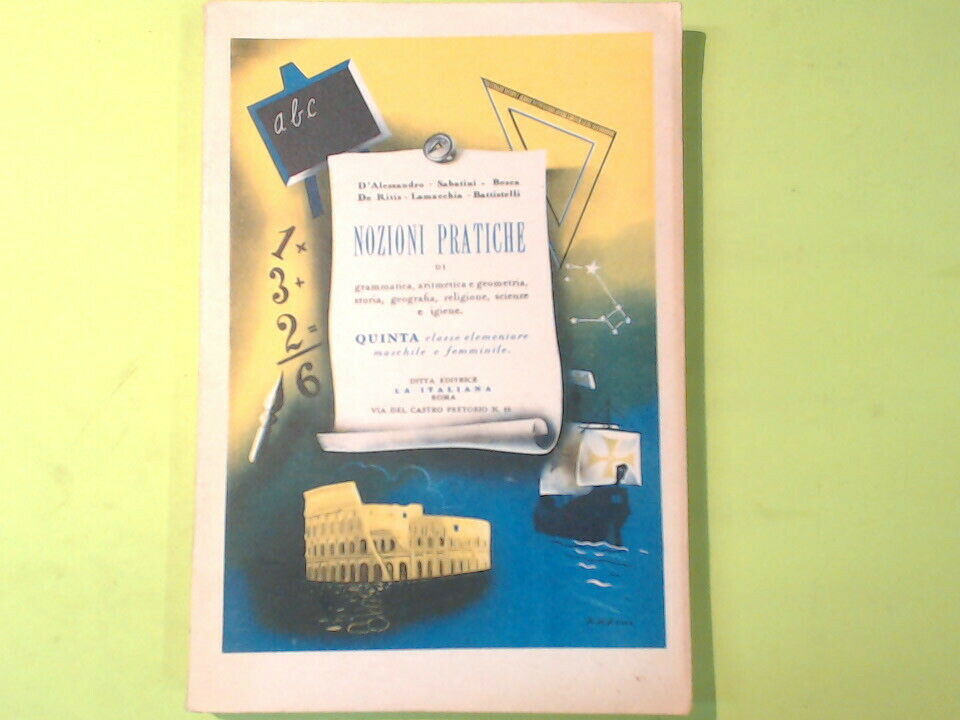 abc
D'Alessandro - Sabatini - Bosca
De Ritis - Lamacchia - Battistelli
NOZIONI PRATICHE
DI
grammatica, aritmetica e geometria,
storia, geografia, religione, scienze
e igiene.
QUINTA classe elementare
maschile e femminile.
DITTA EDITRICE
LA ITALIANA
ROMA
VIA DEL CASTRO PRETORIO N.
1 ×
3 +
2 =
6